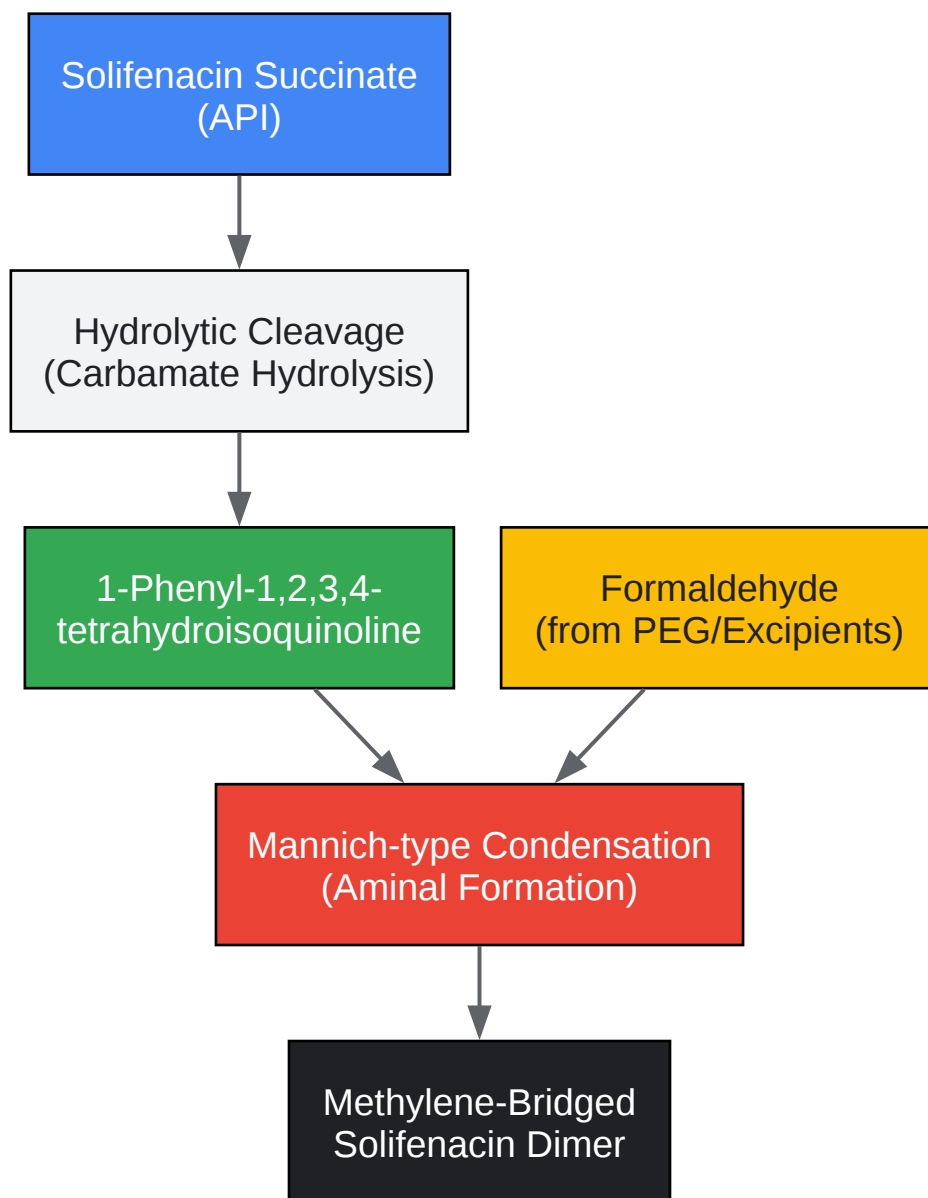 Solifenacin Succinate
(API)
Hydrolytic Cleavage
(Carbamate Hydrolysis)
1-Phenyl-1,2,3,4-
tetrahydroisoquinoline
Formaldehyde
(from PEG/Excipients)
Mannich-type Condensation
(Aminal Formation)
Methylene-Bridged
Solifenacin Dimer